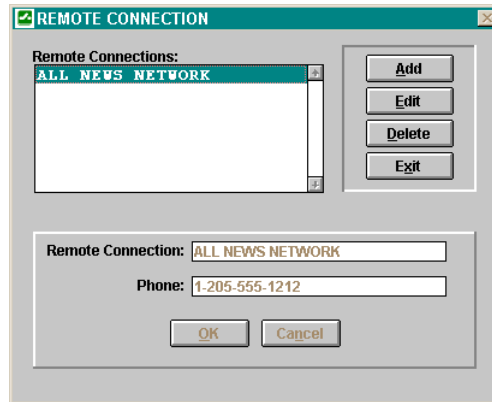 REMOTE CONNECTION
Remote Connections:
ALL NEWS NETWORK
Add
Edit
Delete
Exit
Remote Connection: ALL NEWS NETWORK
Phone: 1-205-555-1212
OK Cancel